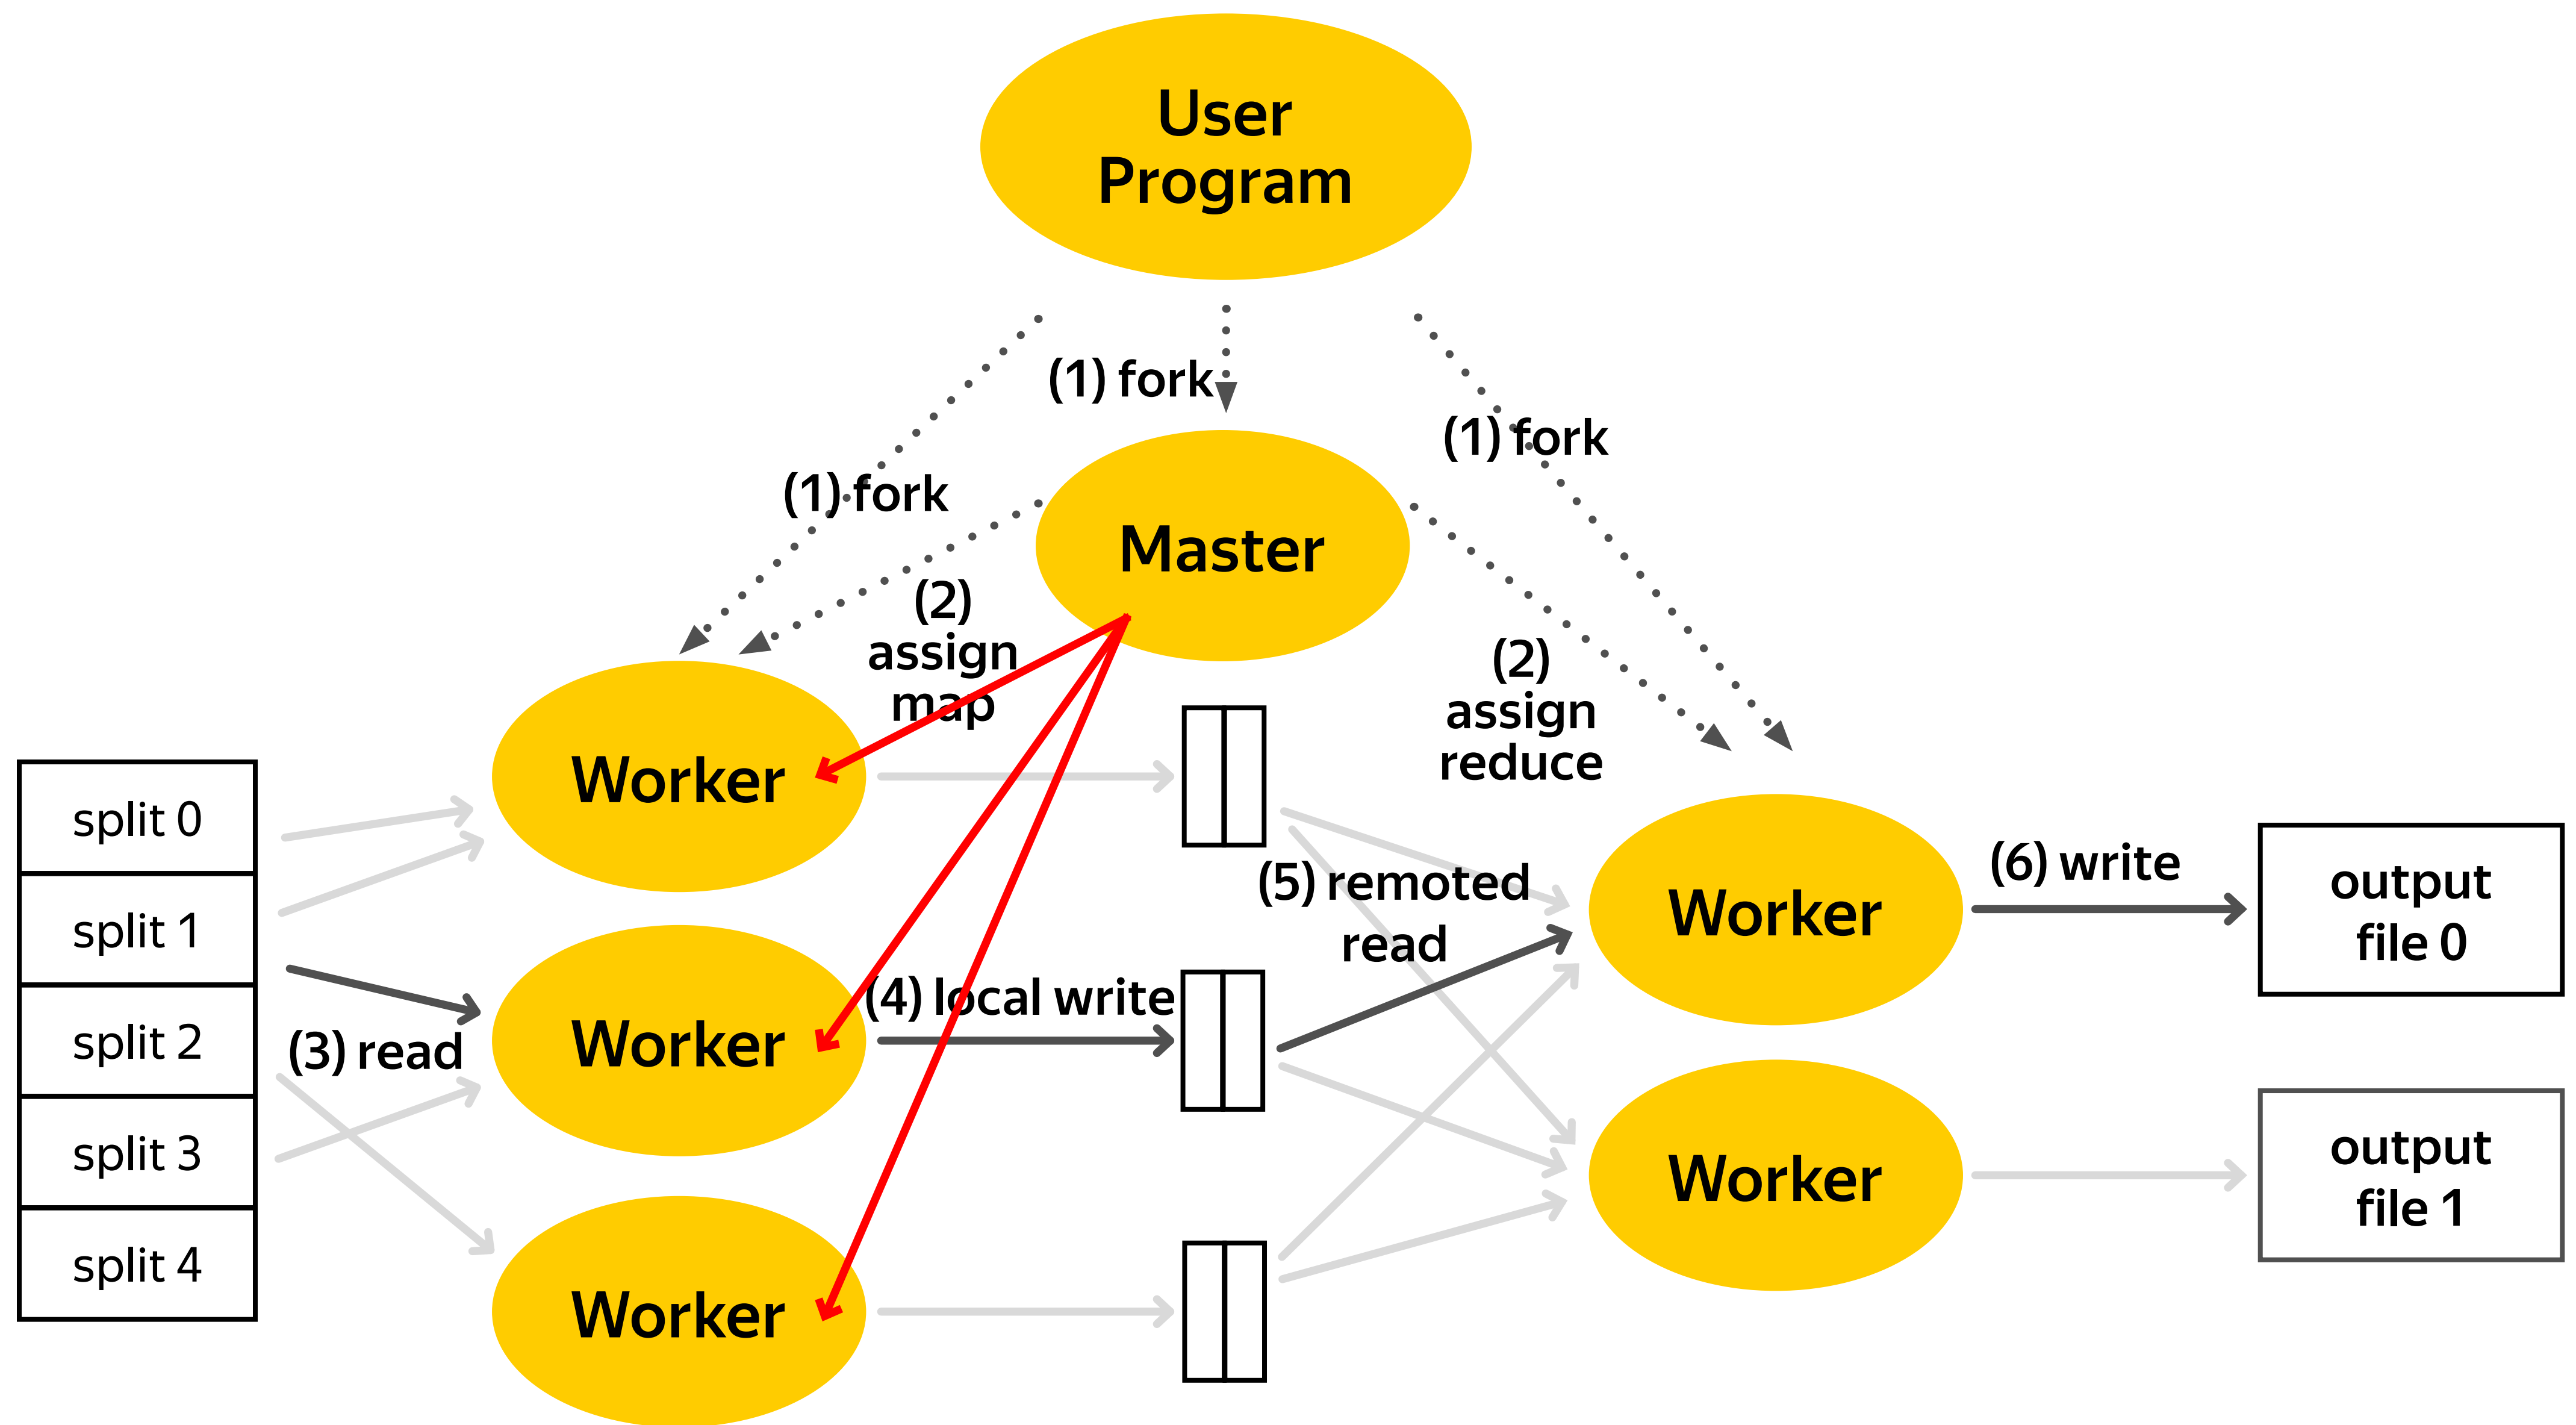 User
Program
(1) fork
(1) fork
(1) fork
Master
(2)
assign
map
(2)
assign
reduce
Worker
split 0
split 1
split 2
split 3
split 4
(3) read
Worker
(4) local write
Worker
(5) remoted
read
Worker
(6) write
output
file 0
Worker
output
file 1